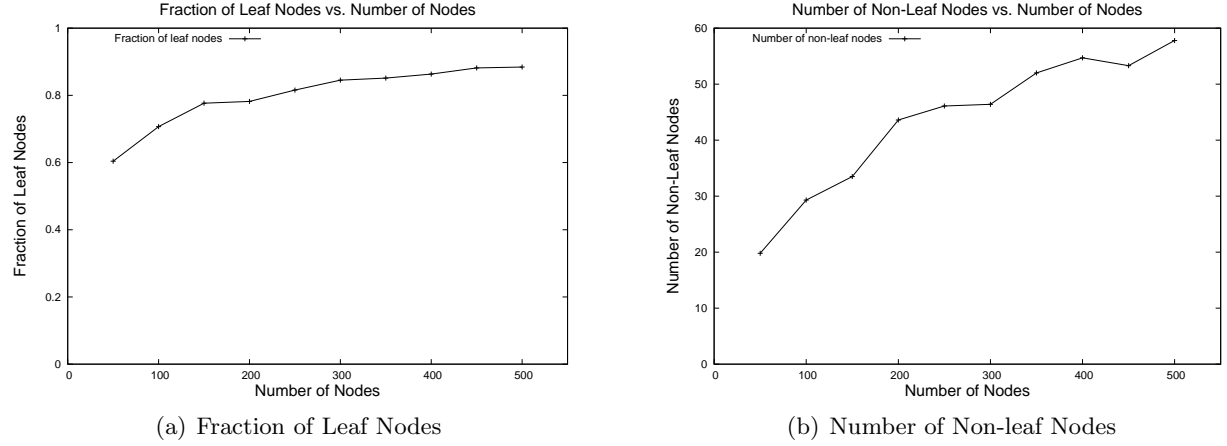 Fraction of Leaf Nodes vs. Number of Nodes
1
Fraction of leaf nodes
0.8
0.6
0.4
0.2
0
Fraction of Leaf Nodes
0 100 200 300 400 500
Number of Nodes
(a) Fraction of Leaf Nodes
Number of Non-Leaf Nodes vs. Number of Nodes
60
Number of non-leaf nodes
50
40
30
20
10
0
Number of Non-Leaf Nodes
0 100 200 300 400 500
Number of Nodes
(b) Number of Non-leaf Nodes